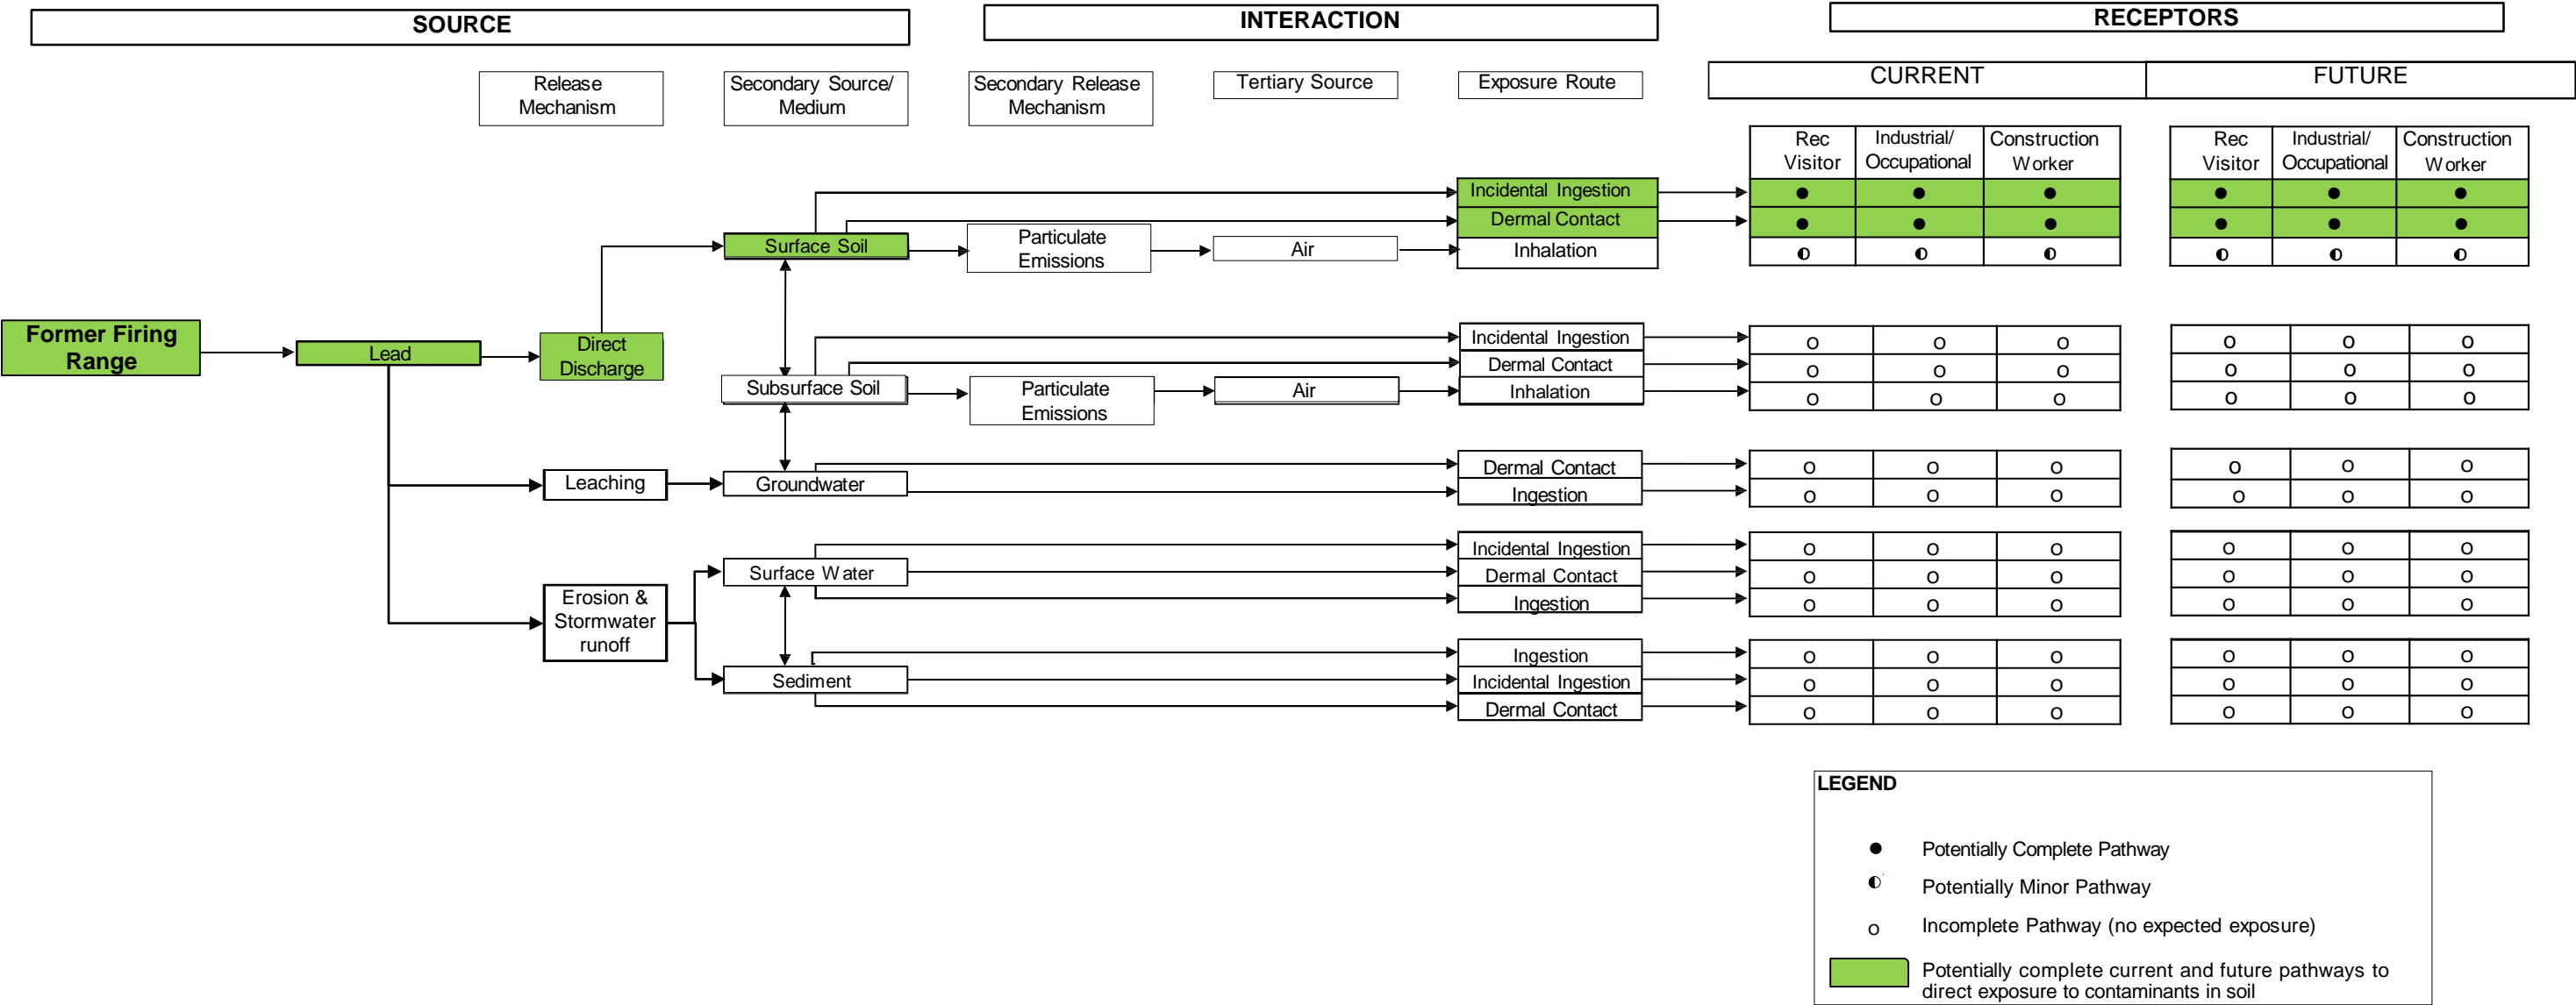 SOURCE
INTERACTION
RECEPTORS
Release
Mechanism
Secondary Source/
Medium
Secondary Release
Mechanism
Tertiary Source
Exposure Route
CURRENT
FUTURE
Rec
Visitor
Industrial/
Occupational
Construction
Worker
Rec
Visitor
Industrial/
Occupational
Construction
Worker
Incidental Ingestion
● ● ● ● ● ●
Dermal Contact
● ● ● ● ● ●
Surface Soil
Particulate
Emissions
Air
Inhalation
◐ ◐ ◐ ◐ ◐ ◐
Former Firing
Range
Lead
Direct
Discharge
Incidental Ingestion
o o o o o o
Dermal Contact
o o o o o o
Subsurface Soil
Particulate
Emissions
Air
Inhalation
o o o o o o
Leaching
Groundwater
Dermal Contact
o o o o o o
Ingestion
o o o o o o
Erosion &
Stormwater
runoff
Surface Water
Incidental Ingestion
o o o o o o
Dermal Contact
o o o o o o
Ingestion
o o o o o o
Sediment
Ingestion
o o o o o o
Incidental Ingestion
o o o o o o
Dermal Contact
o o o o o o
LEGEND
● Potentially Complete Pathway
◐ Potentially Minor Pathway
o Incomplete Pathway (no expected exposure)
Potentially complete current and future pathways to
direct exposure to contaminants in soil